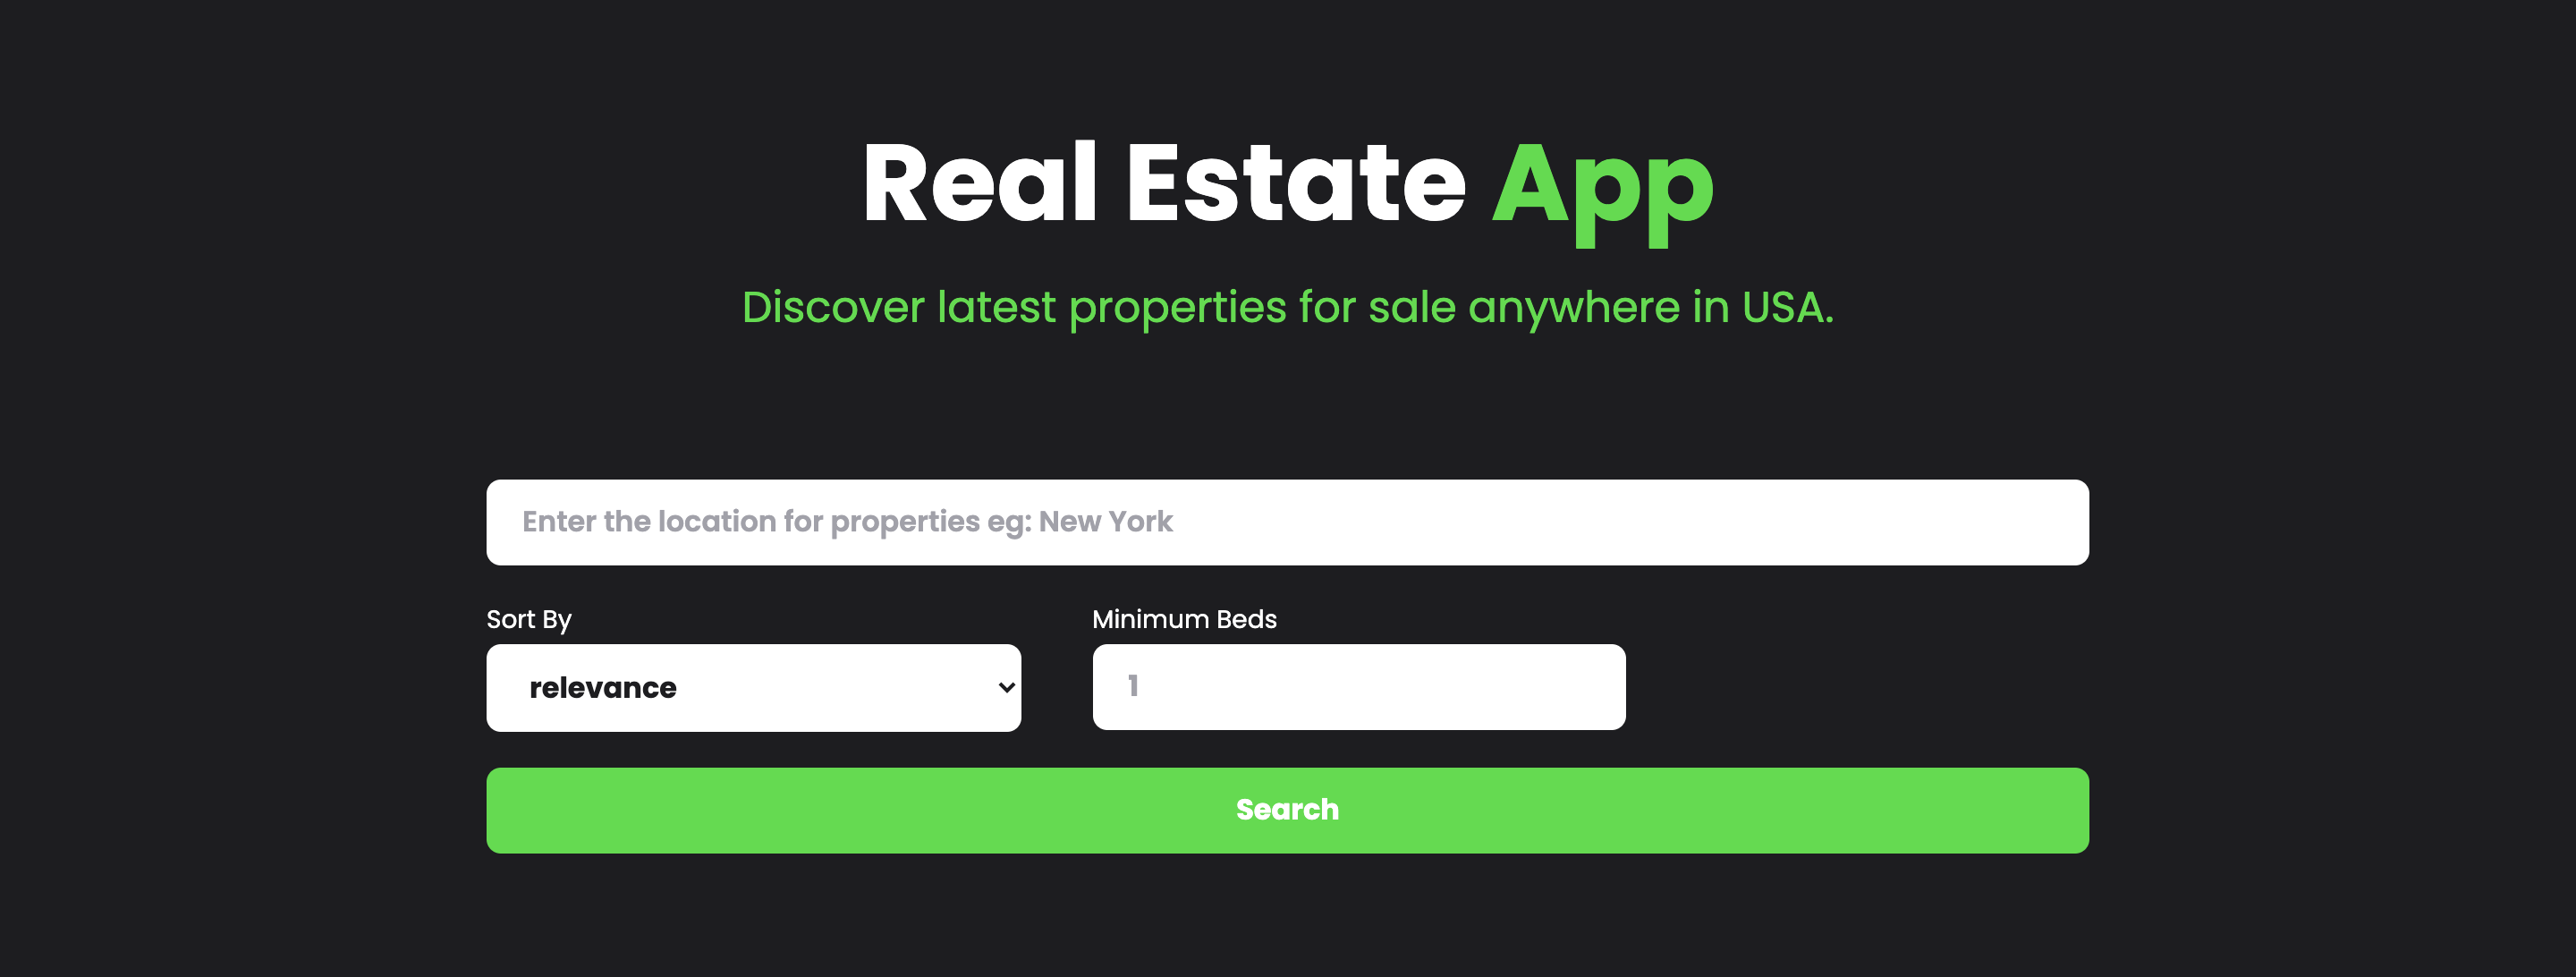 Real Estate App
Discover latest properties for sale anywhere in USA.
Enter the location for properties eg: New York
Sort By
Minimum Beds
relevance
1
Search